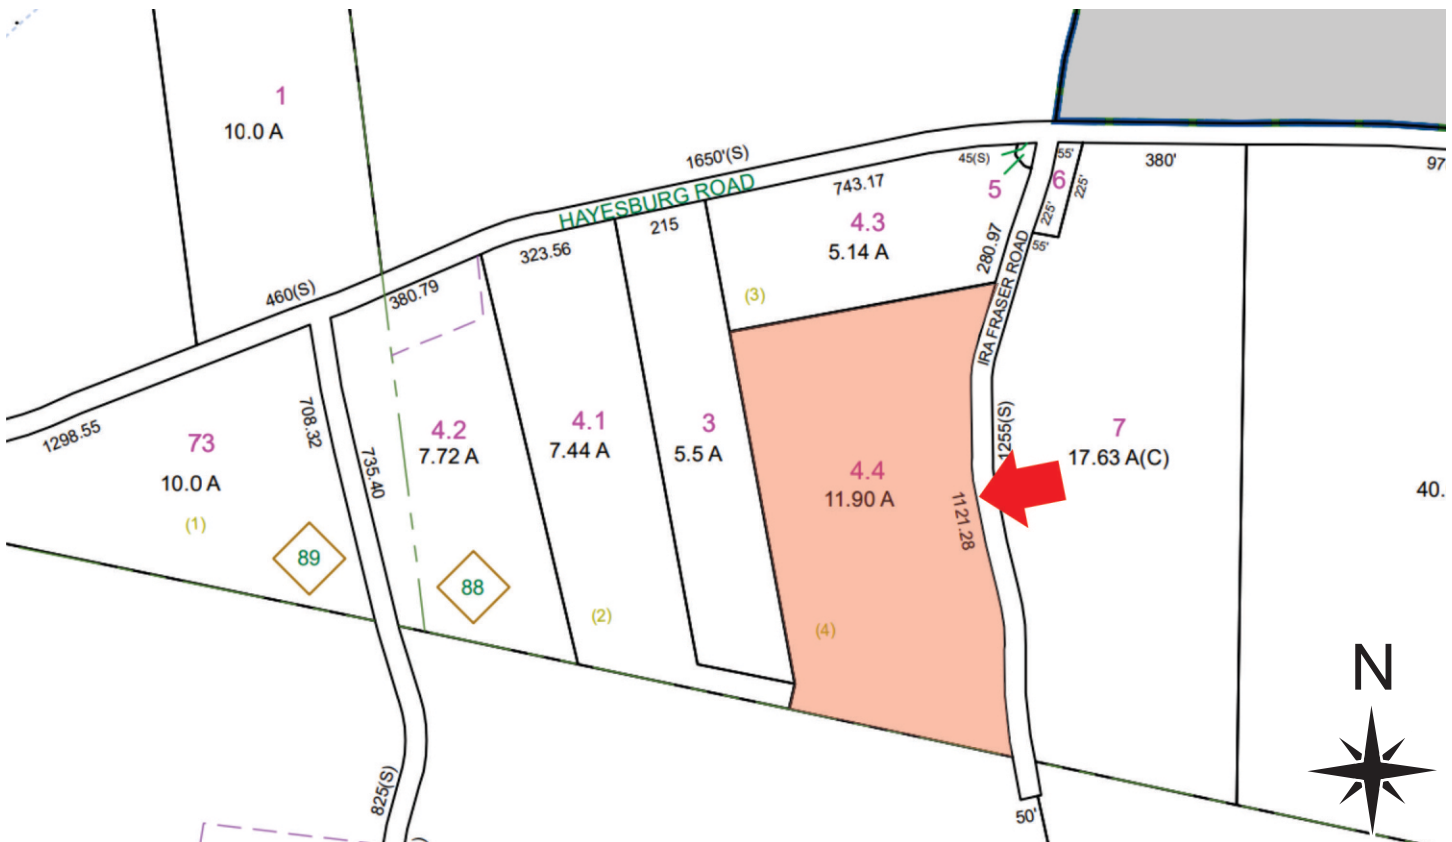 1
10.0 A
1650'(S)
HAYESBURG ROAD
743.17
45(S)
5
55'
6
225'
225'
55'
380'
97
215
323.56
4.3
5.14 A
280.97
(3)
460(S)
380.79
IRA FRASER ROAD
1298.55
73
10.0 A
(1)
708.32
735.40
4.2
7.72 A
4.1
7.44 A
3
5.5 A
4.4
11.90 A
1121.28
1255(S)
7
17.63 A(C)
40.
89
88
(2)
(4)
825(S)
50'
N